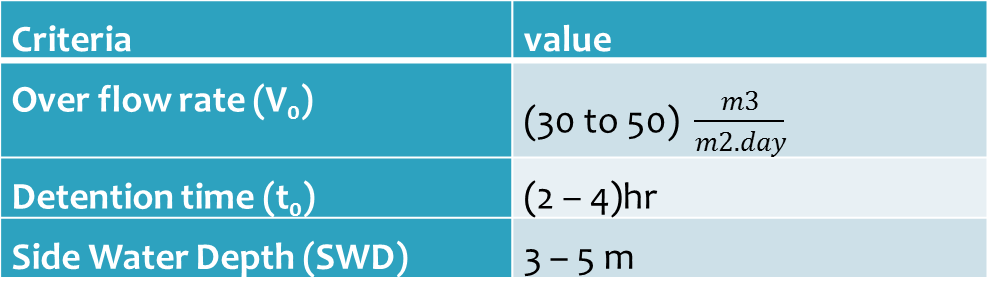 Criteria value
Over flow rate (V₀) (30 to 50) m3/m2.day
Detention time (t₀) (2 – 4)hr
Side Water Depth (SWD) 3 – 5 m